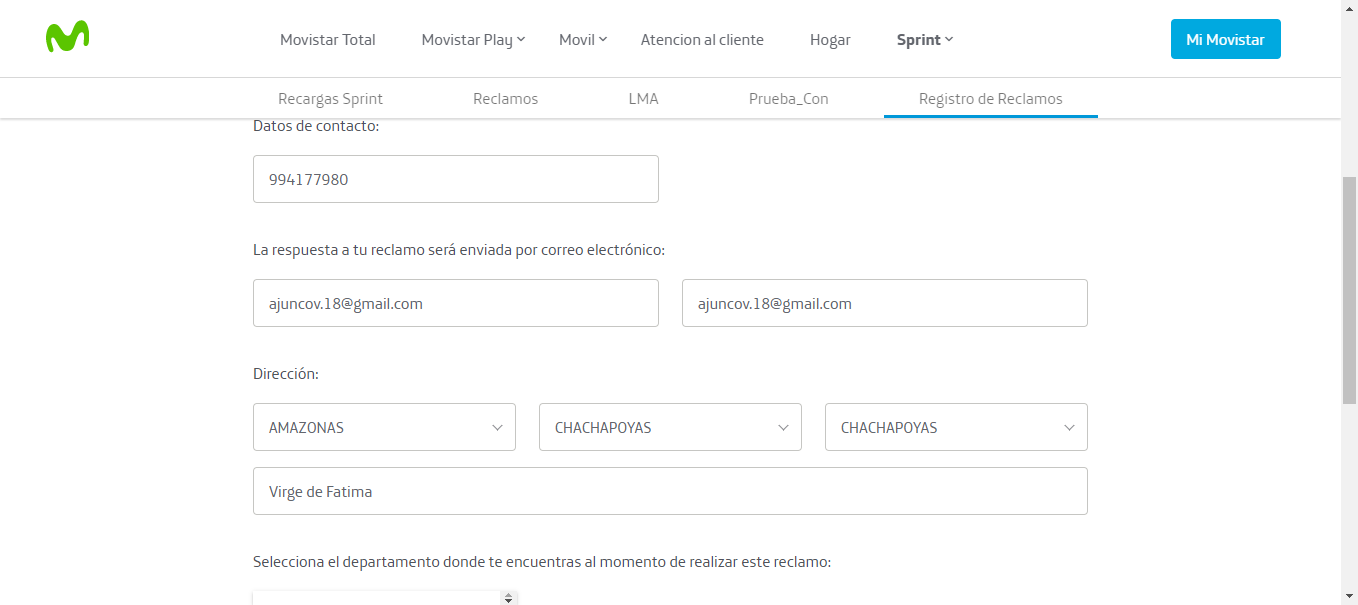 Movistar Total Movistar Play Movil Atencion al cliente Hogar Sprint Mi Movistar
Recargas Sprint Reclamos LMA Prueba_Con Registro de Reclamos
Datos de contacto:
994177980
La respuesta a tu reclamo será enviada por correo electrónico:
ajuncov.18@gmail.com ajuncov.18@gmail.com
Dirección:
AMAZONAS CHACHAPOYAS CHACHAPOYAS
Virge de Fatima
Selecciona el departamento donde te encuentras al momento de realizar este reclamo: